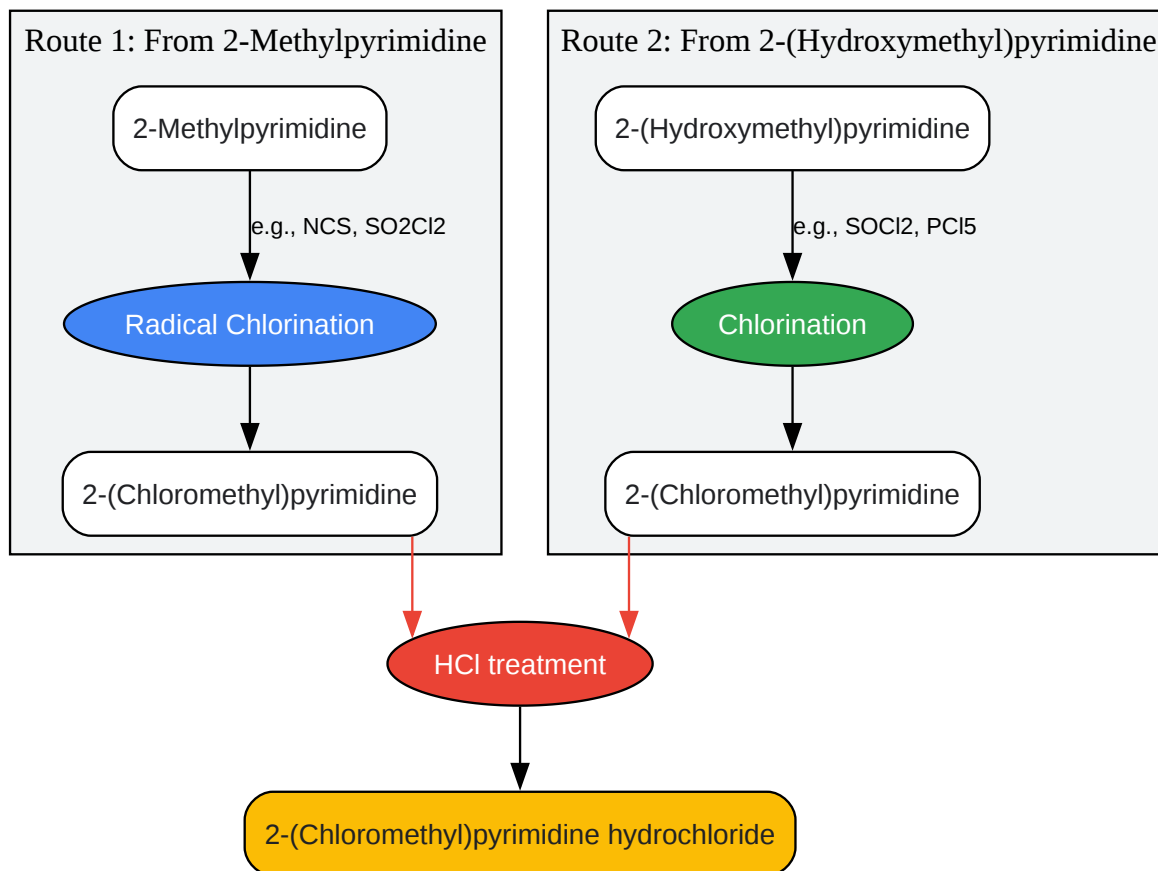 Route 1: From 2-Methylpyrimidine
2-Methylpyrimidine
e.g., NCS, SO2Cl2
Radical Chlorination
2-(Chloromethyl)pyrimidine
Route 2: From 2-(Hydroxymethyl)pyrimidine
2-(Hydroxymethyl)pyrimidine
e.g., SOCl2, PCl5
Chlorination
2-(Chloromethyl)pyrimidine
HCl treatment
2-(Chloromethyl)pyrimidine hydrochloride